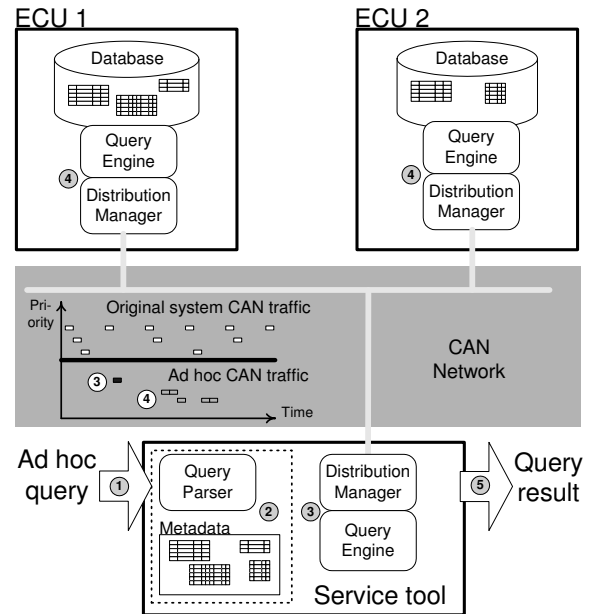 ECU 1
ECU 2
Database
Database
Query
Engine
Query
Engine
4
4
Distribution
Manager
Distribution
Manager
Pri-
ority
Original system CAN traffic
CAN
Network
3
4
Ad hoc CAN traffic
Time
Ad hoc
query
1
Query
Parser
2
Metadata
Distribution
Manager
3
Query
Engine
5
Query
result
Service tool